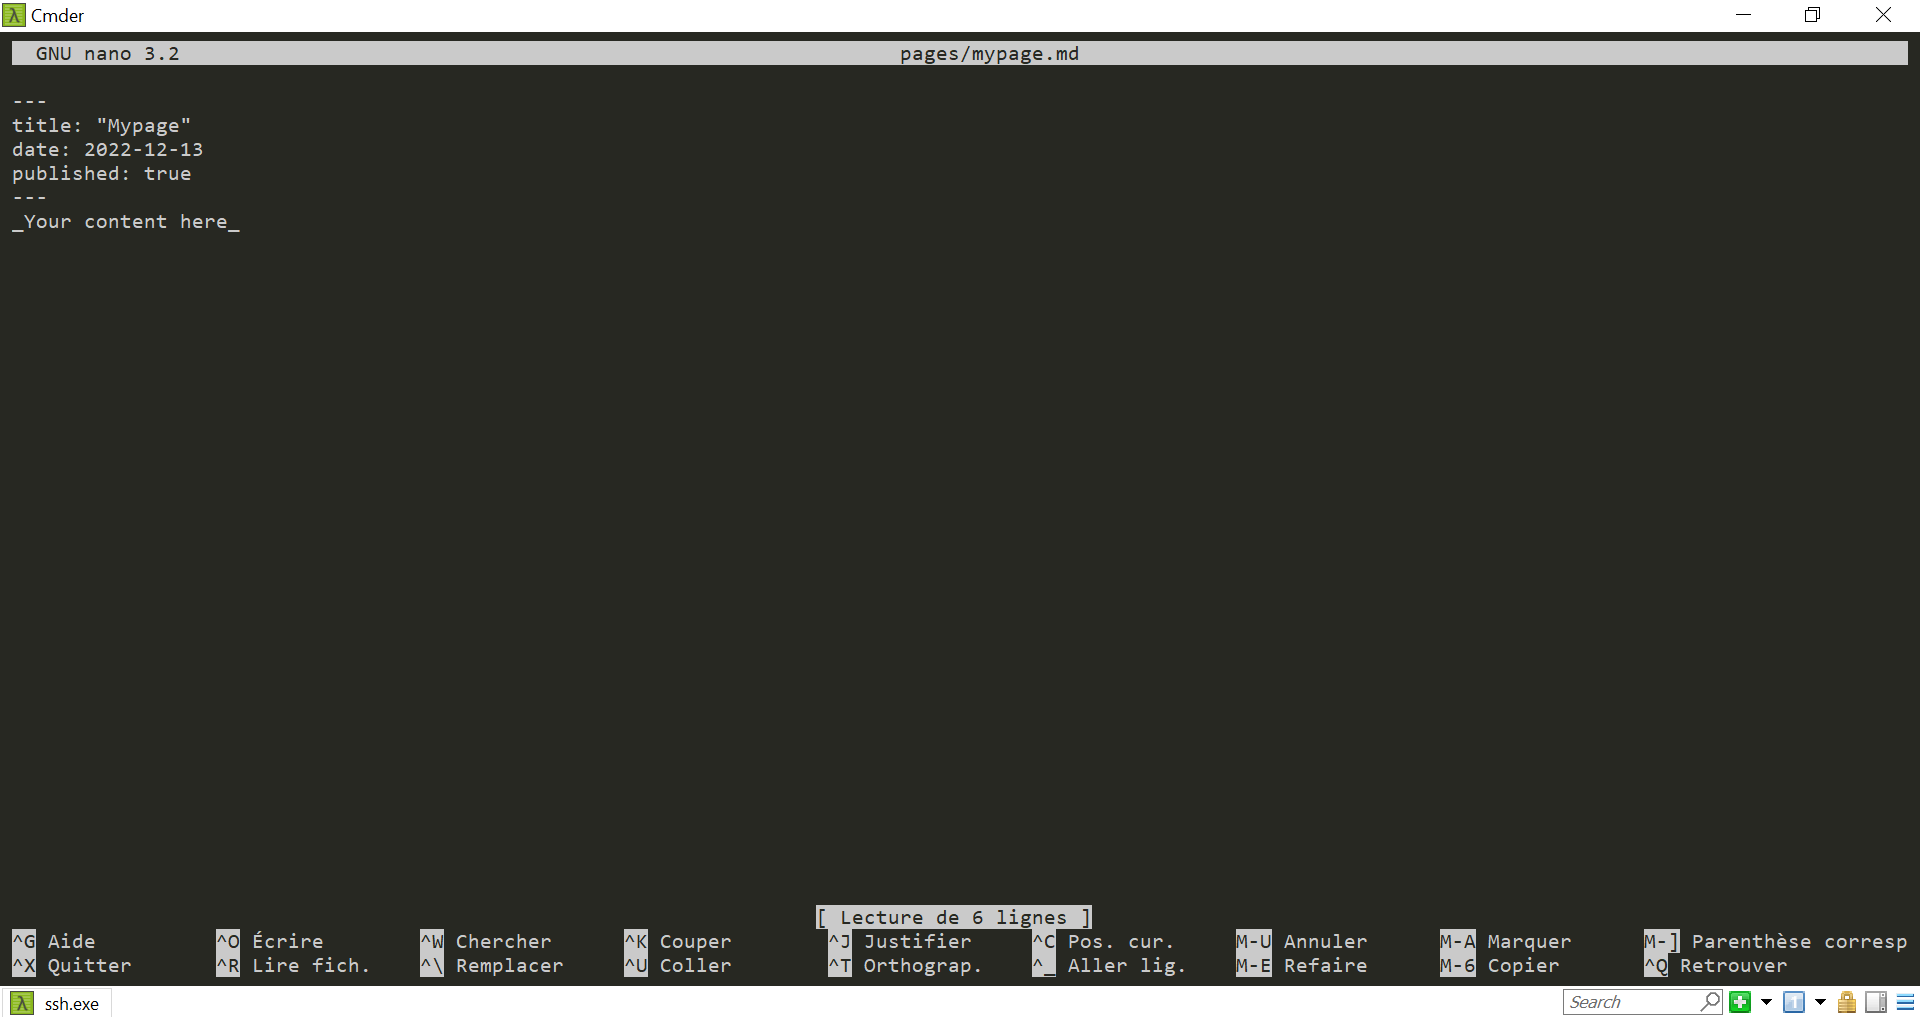 Cmder
GNU nano 3.2 pages/mypage.md
---
title: "Mypage"
date: 2022-12-13
published: true
---
_Your content here_
[ Lecture de 6 lignes ]
^G Aide ^O Écrire ^W Chercher ^K Couper ^J Justifier ^C Pos. cur. M-U Annuler M-A Marquer M-] Parenthèse corresp
^X Quitter ^R Lire fich. ^\ Remplacer ^U Coller ^T Orthograp. ^_ Aller lig. M-E Refaire M-6 Copier ^Q Retrouver
ssh.exe Search 1